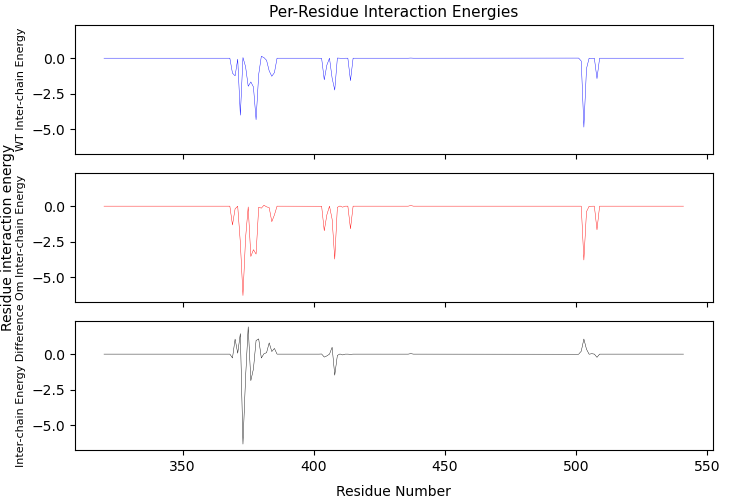 Per-Residue Interaction Energies
Residue interaction energy
WT Inter-chain Energy
0.0
−2.5
−5.0
Om Inter-chain Energy
0.0
−2.5
−5.0
Inter-chain Energy Difference
0.0
−2.5
−5.0
350 400 450 500 550
Residue Number